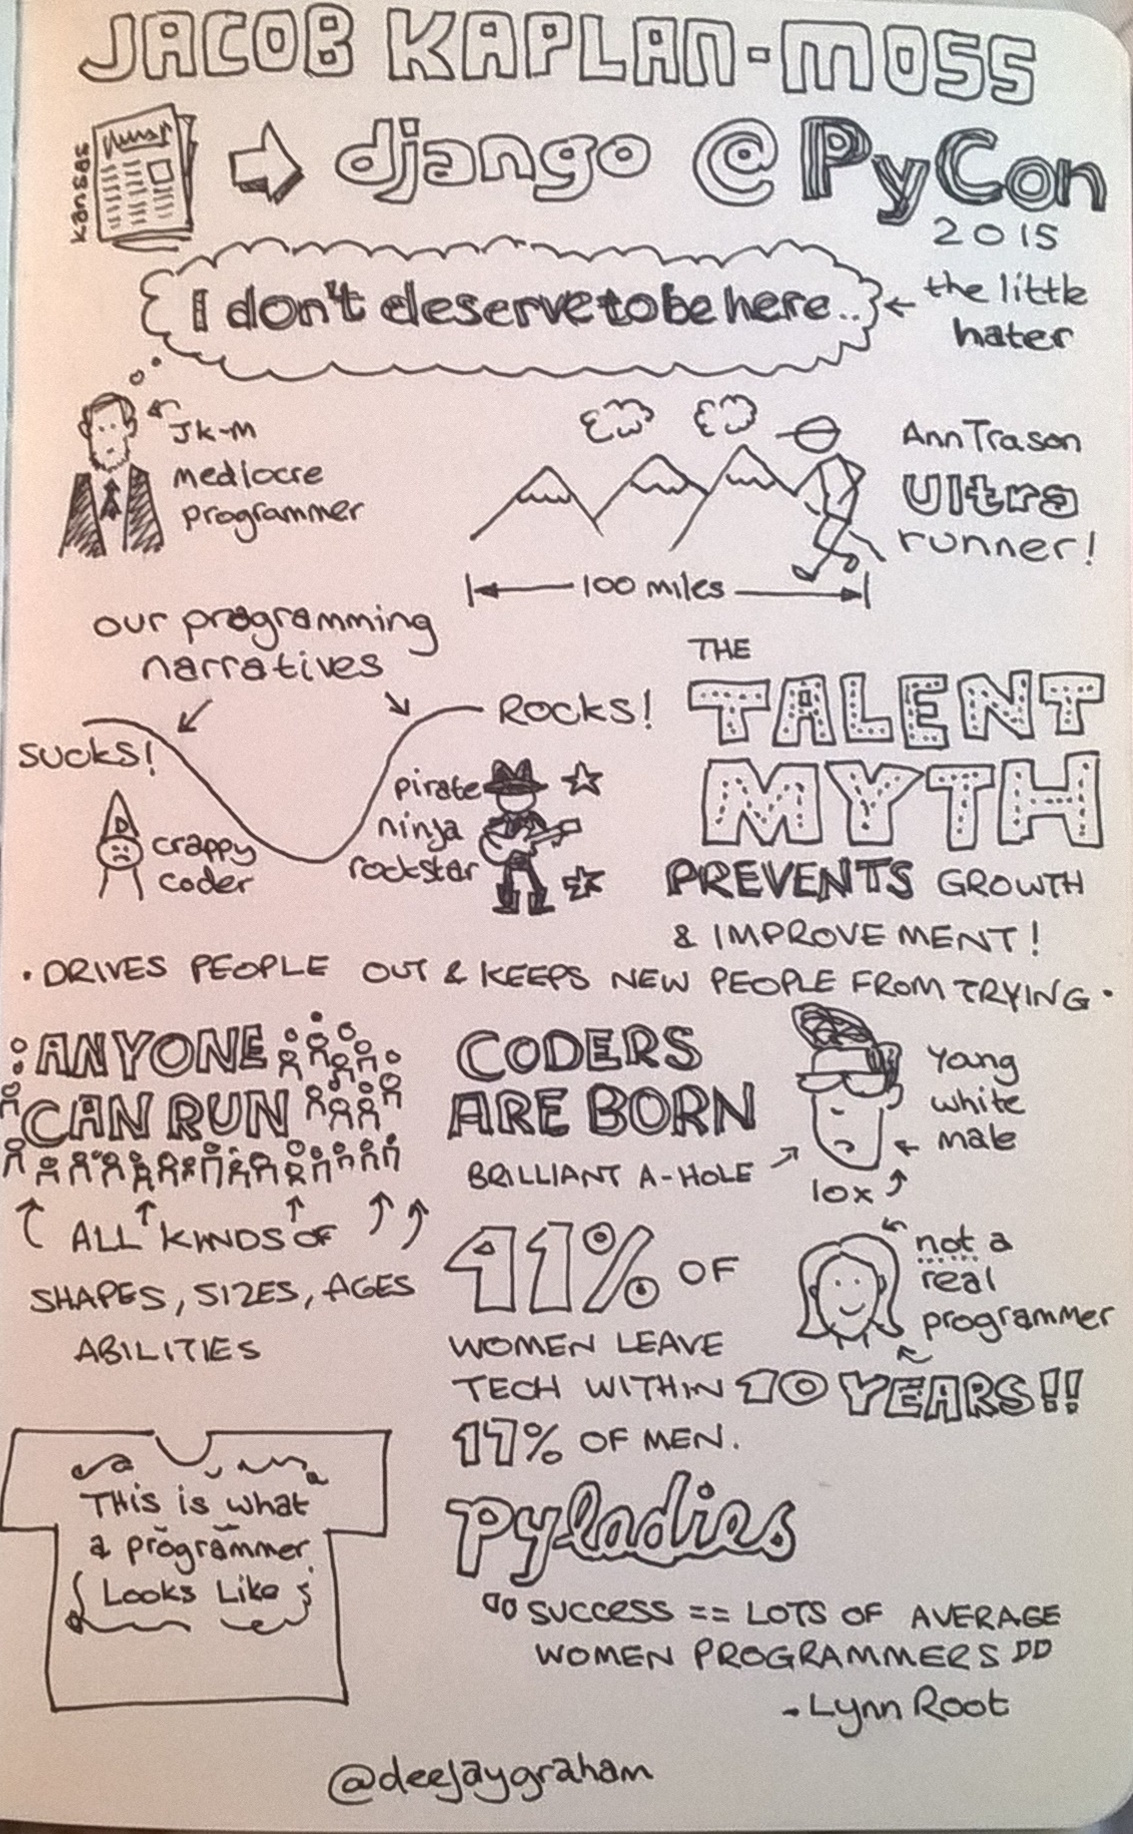 JACOB KAPLAN-MOSS
kansas
django @ PyCon
2015
I don't deserve to be here..
the little
hater
JK-M
mediocre
programmer
Ann Trason
Ultra
runner!
100 miles
our programming
narratives
SUCKS!
ROCKS!
crappy
coder
pirate
ninja
rockstar
THE
TALENT
MYTH
PREVENTS GROWTH
& IMPROVEMENT!
• DRIVES PEOPLE OUT & KEEPS NEW PEOPLE FROM TRYING •
ANYONE
CAN RUN
ALL KINDS OF
SHAPES, SIZES, AGES
ABILITIES
CODERS
ARE BORN
BRILLIANT A-HOLE
Yang
white
male
10x
41% OF
WOMEN LEAVE
TECH WITHIN 10 YEARS!!
17% OF MEN.
not a
real
programmer
THis is what
a programmer
Looks Like
pyladies
"SUCCESS == LOTS OF AVERAGE
WOMEN PROGRAMMERS"
- Lynn Root
@deejaygraham